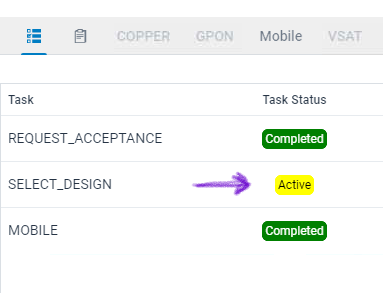 COPPER GPON Mobile VSAT
Task Task Status
REQUEST_ACCEPTANCE Completed
SELECT_DESIGN Active
MOBILE Completed